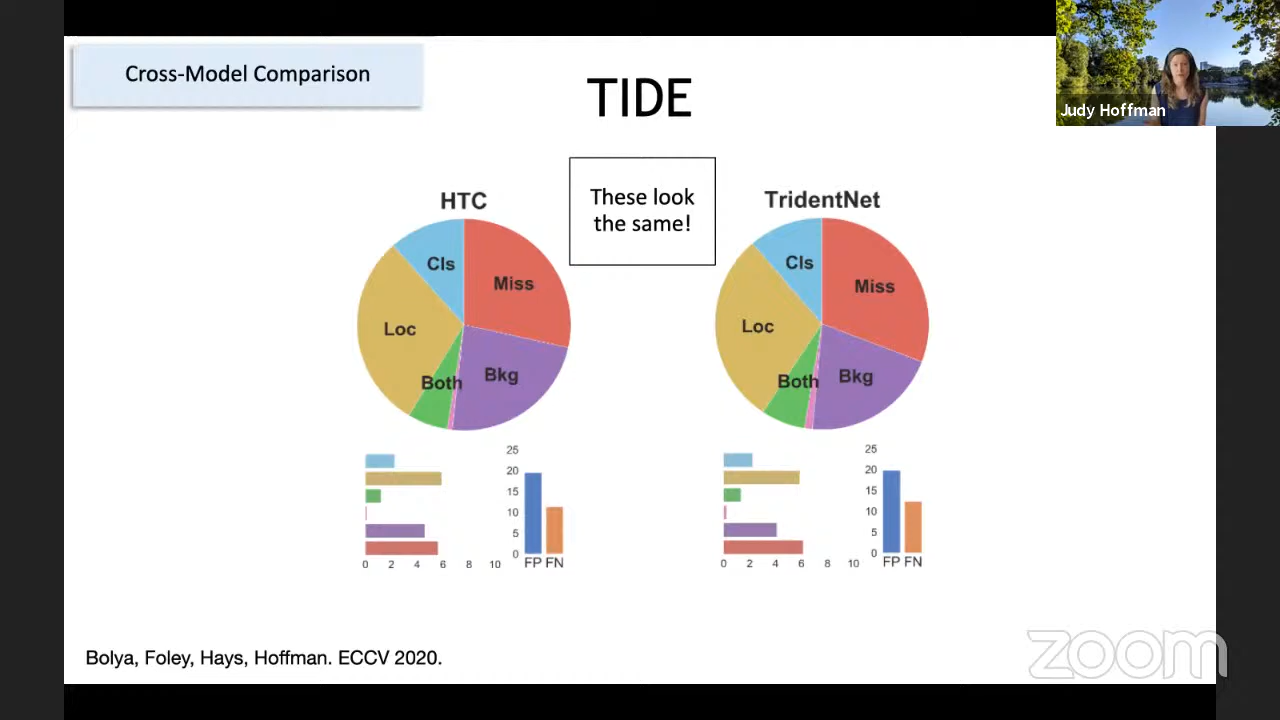 Cross-Model Comparison
TIDE
Judy Hoffman
These look
the same!
HTC
Cls
Miss
Loc
Both
Bkg
TridentNet
Cls
Miss
Loc
Both
Bkg
25
20
15
10
5
0
FP FN
0 2 4 6 8 10
25
20
15
10
5
0
FP FN
0 2 4 6 8 10
Bolya, Foley, Hays, Hoffman. ECCV 2020.
zoom